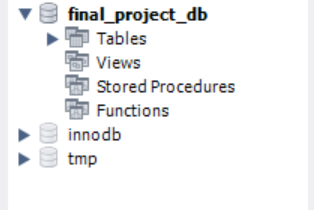 final_project_db
Tables
Views
Stored Procedures
Functions
innodb
tmp